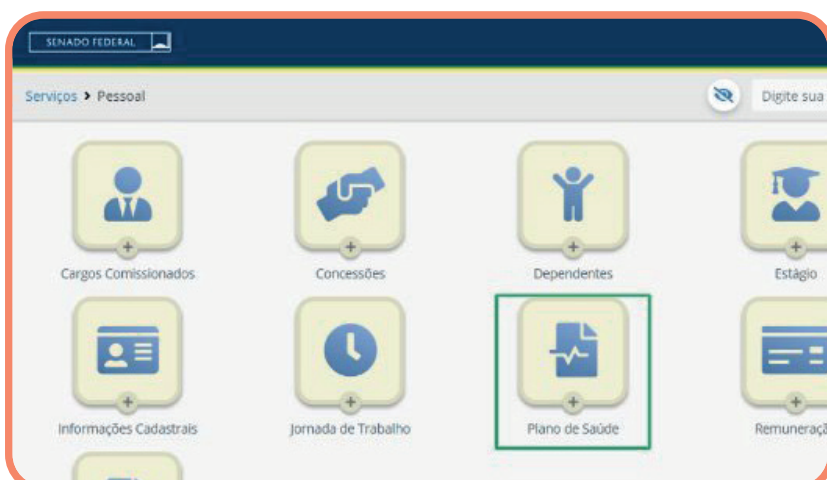 SENADO FEDERAL
Serviços > Pessoal
Digite sua
Cargos Comissionados
Concessões
Dependentes
Estágio
Informações Cadastrais
Jornada de Trabalho
Plano de Saúde
Remuneraçã